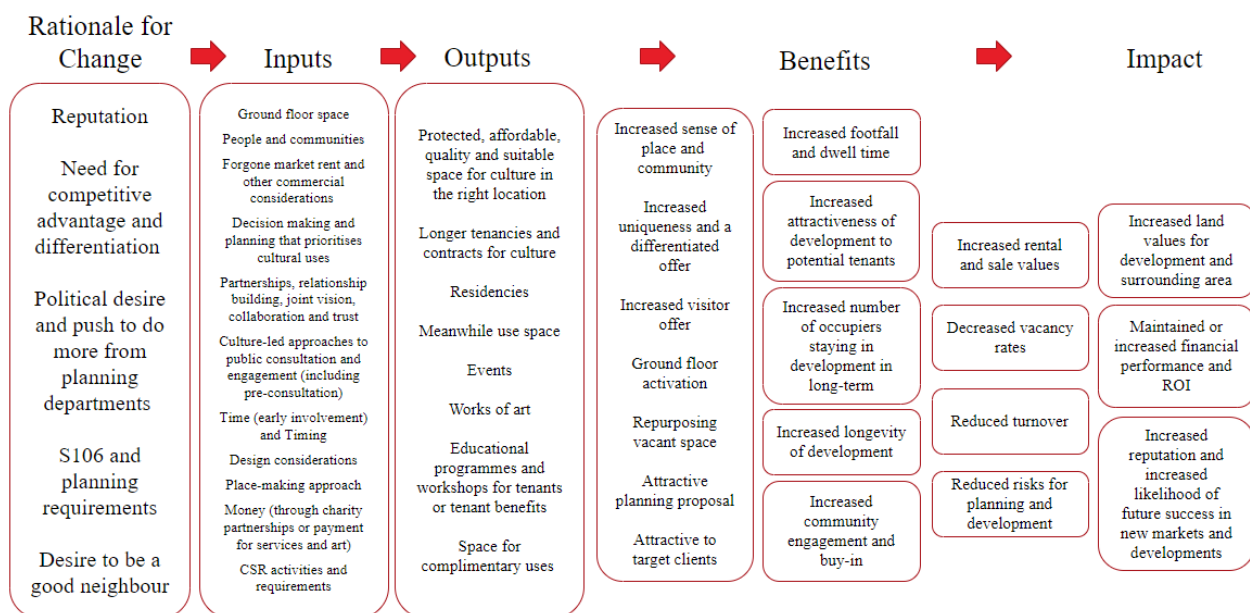 Rationale for
Change
Inputs
Outputs
Benefits
Impact
Reputation
Need for
competitive
advantage and
differentiation
Political desire
and push to do
more from
planning
departments
S106 and
planning
requirements
Desire to be a
good neighbour
Ground floor space
People and communities
Forgone market rent and
other commercial
considerations
Decision making and
planning that prioritises
cultural uses
Partnerships, relationship
building, joint vision,
collaboration and trust
Culture-led approaches to
public consultation and
engagement (including
pre-consultation)
Time (early involvement)
and Timing
Design considerations
Place-making approach
Money (through charity
partnerships or payment
for services and art)
CSR activities and
requirements
Protected, affordable,
quality and suitable
space for culture in
the right location
Longer tenancies and
contracts for culture
Residencies
Meanwhile use space
Events
Works of art
Educational
programmes and
workshops for tenants
or tenant benefits
Space for
complimentary uses
Increased sense of
place and
community
Increased
uniqueness and a
differentiated
offer
Increased visitor
offer
Ground floor
activation
Repurposing
vacant space
Attractive
planning proposal
Attractive to
target clients
Increased footfall
and dwell time
Increased
attractiveness of
development to
potential tenants
Increased number
of occupiers
staying in
development in
long-term
Increased longevity
of development
Increased
community
engagement and
buy-in
Increased rental
and sale values
Decreased vacancy
rates
Reduced turnover
Reduced risks for
planning and
development
Increased land
values for
development and
surrounding area
Maintained or
increased financial
performance and
ROI
Increased
reputation and
increased
likelihood of
future success in
new markets and
developments